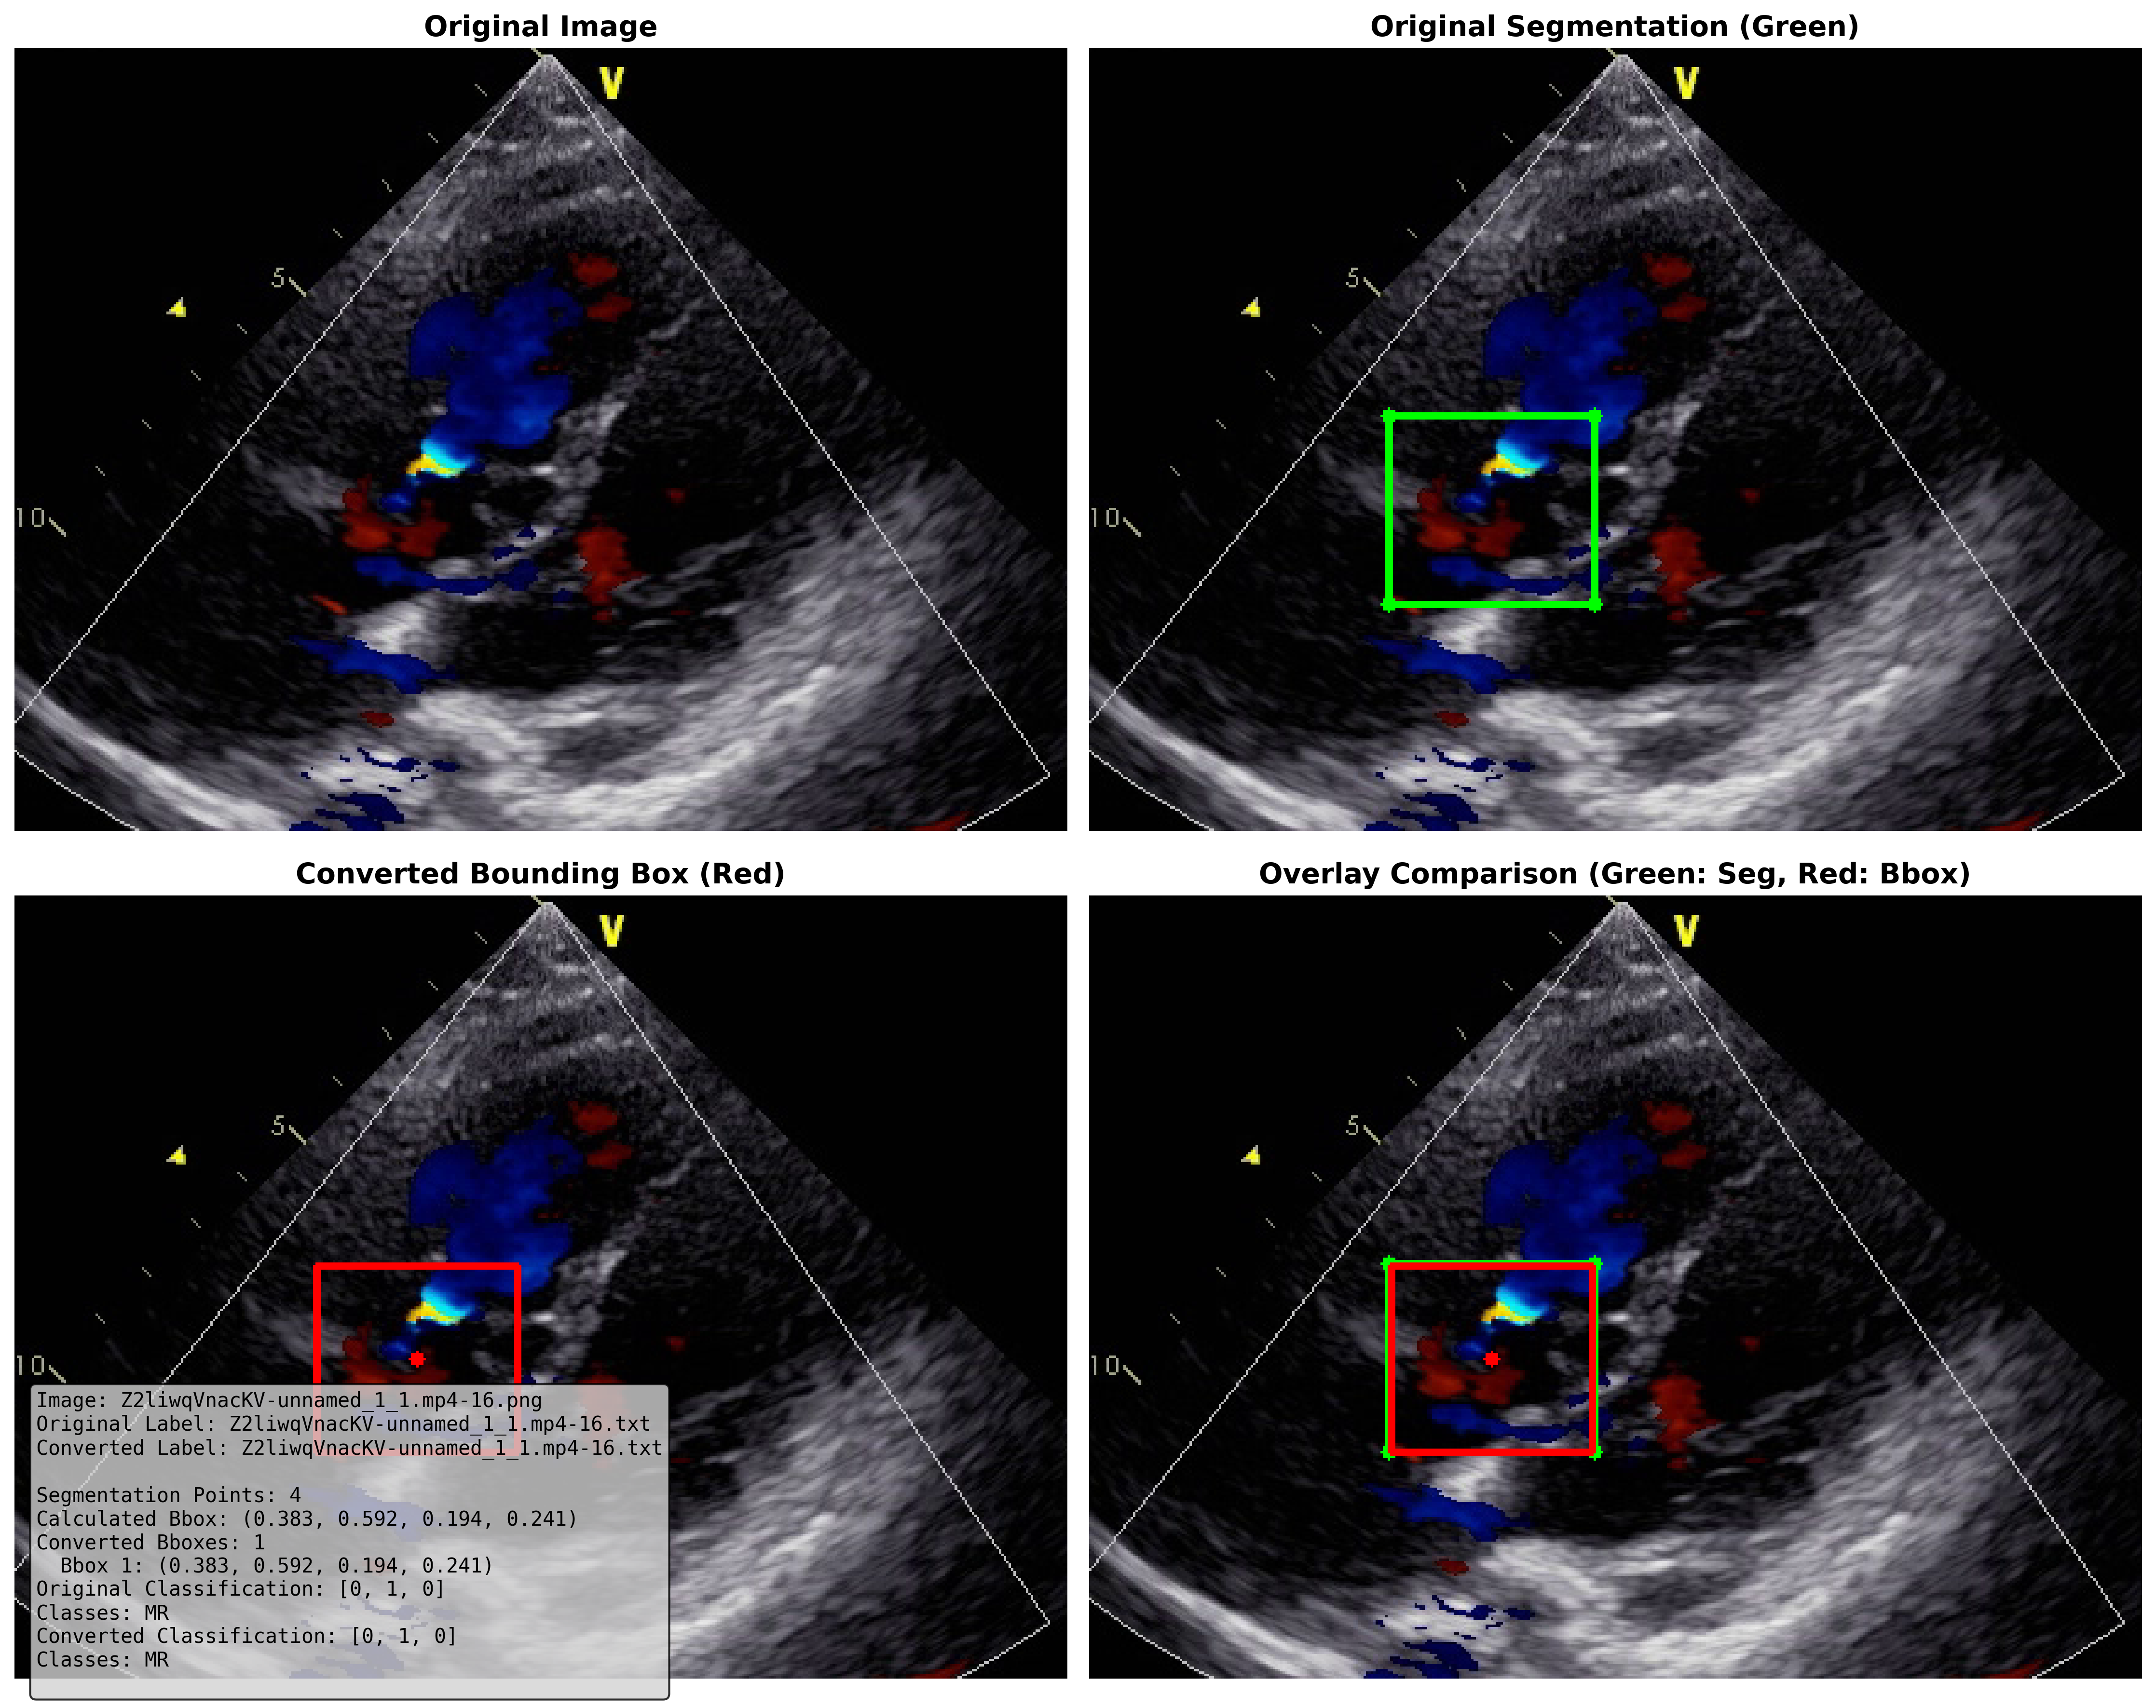 Original Image
Original Segmentation (Green)
V
5
10
V
5
10
Converted Bounding Box (Red)
Overlay Comparison (Green: Seg, Red: Bbox)
V
5
10
Image: Z2liwqVnacKV-unnamed_1_1.mp4-16.png
Original Label: Z2liwqVnacKV-unnamed_1_1.mp4-16.txt
Converted Label: Z2liwqVnacKV-unnamed_1_1.mp4-16.txt
Segmentation Points: 4
Calculated Bbox: (0.383, 0.592, 0.194, 0.241)
Converted Bboxes: 1
Bbox 1: (0.383, 0.592, 0.194, 0.241)
Original Classification: [0, 1, 0]
Classes: MR
Converted Classification: [0, 1, 0]
Classes: MR
V
5
10